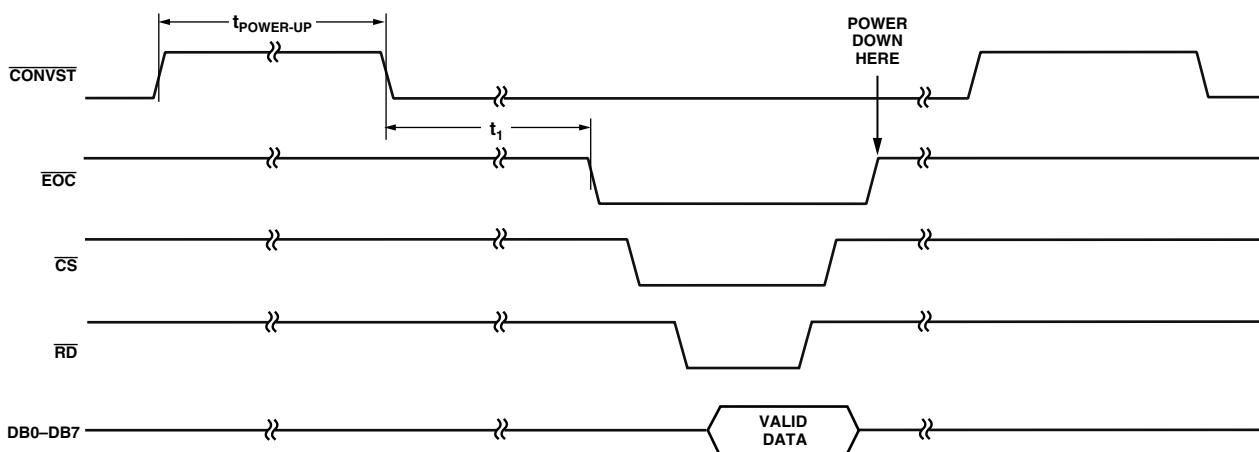 tPOWER-UP
POWER
DOWN
HERE
CONVST
t1
EOC
CS
RD
DB0–DB7
VALID
DATA